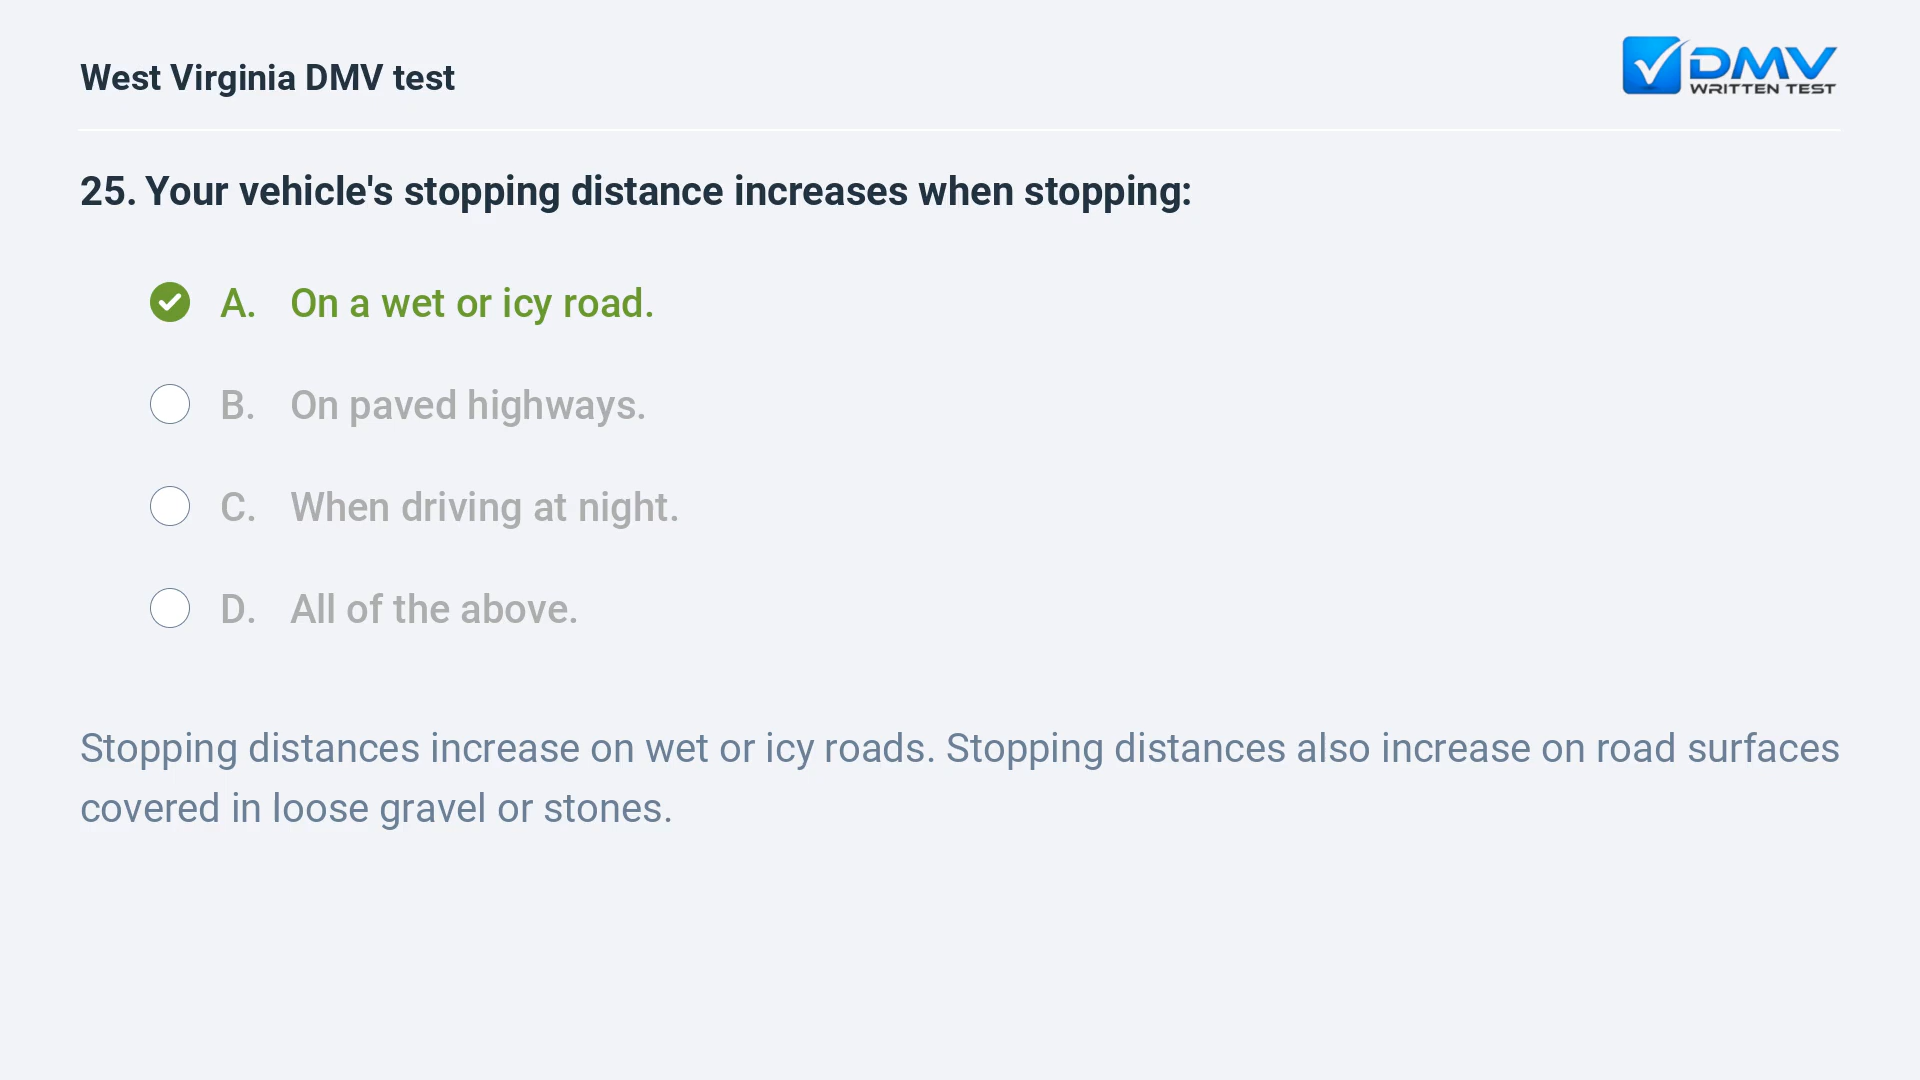 West Virginia DMV test
DMV
WRITTEN TEST
25. Your vehicle's stopping distance increases when stopping:
A. On a wet or icy road.
B. On paved highways.
C. When driving at night.
D. All of the above.
Stopping distances increase on wet or icy roads. Stopping distances also increase on road surfaces
covered in loose gravel or stones.